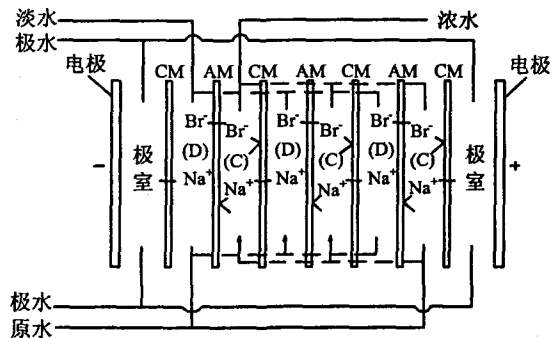 淡水 浓水
极水
电极 CM AM CM AM CM AM CM 电极
Br⁻ Br⁻ Br⁻ Br⁻ Br⁻ Br⁻
− 极室 (D) (C) (D) (C) (D) (C) 极室 +
Na⁺ Na⁺ Na⁺ Na⁺ Na⁺ Na⁺
极水
原水